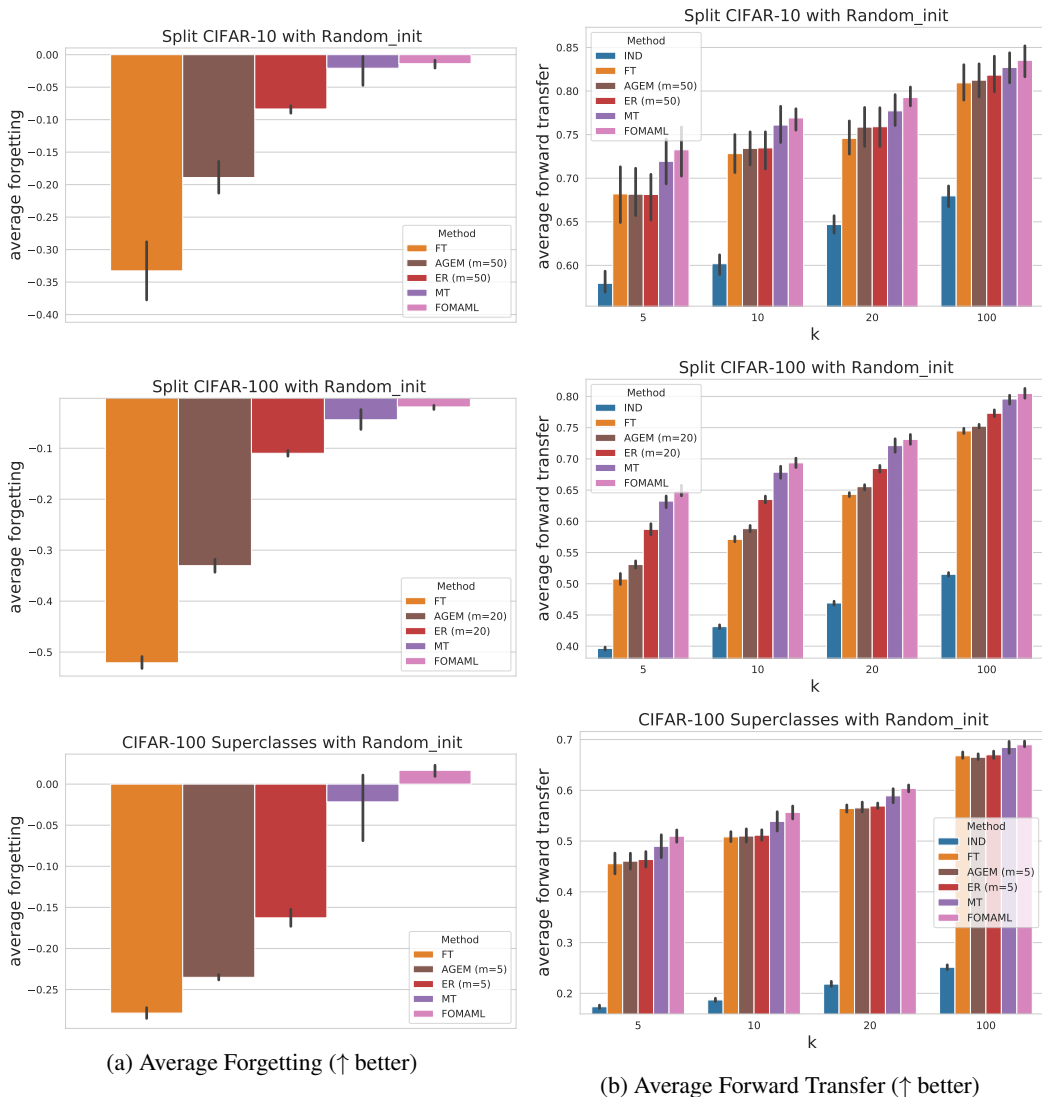 Split CIFAR-10 with Random_init
average forgetting
0.00
−0.05
−0.10
−0.15
−0.20
−0.25
−0.30
−0.35
−0.40
Method
FT
AGEM (m=50)
ER (m=50)
MT
FOMAML
Split CIFAR-10 with Random_init
average forward transfer
0.85
0.80
0.75
0.70
0.65
0.60
Method
IND
FT
AGEM (m=50)
ER (m=50)
MT
FOMAML
5 10 20 100
k
Split CIFAR-100 with Random_init
average forgetting
−0.1
−0.2
−0.3
−0.4
−0.5
Method
FT
AGEM (m=20)
ER (m=20)
MT
FOMAML
Split CIFAR-100 with Random_init
average forward transfer
0.80
0.75
0.70
0.65
0.60
0.55
0.50
0.45
0.40
Method
IND
FT
AGEM (m=20)
ER (m=20)
MT
FOMAML
5 10 20 100
k
CIFAR-100 Superclasses with Random_init
average forgetting
0.00
−0.05
−0.10
−0.15
−0.20
−0.25
Method
FT
AGEM (m=5)
ER (m=5)
MT
FOMAML
CIFAR-100 Superclasses with Random_init
average forward transfer
0.7
0.6
0.5
0.4
0.3
0.2
Method
IND
FT
AGEM (m=5)
ER (m=5)
MT
FOMAML
5 10 20 100
k
(a) Average Forgetting (↑ better)
(b) Average Forward Transfer (↑ better)